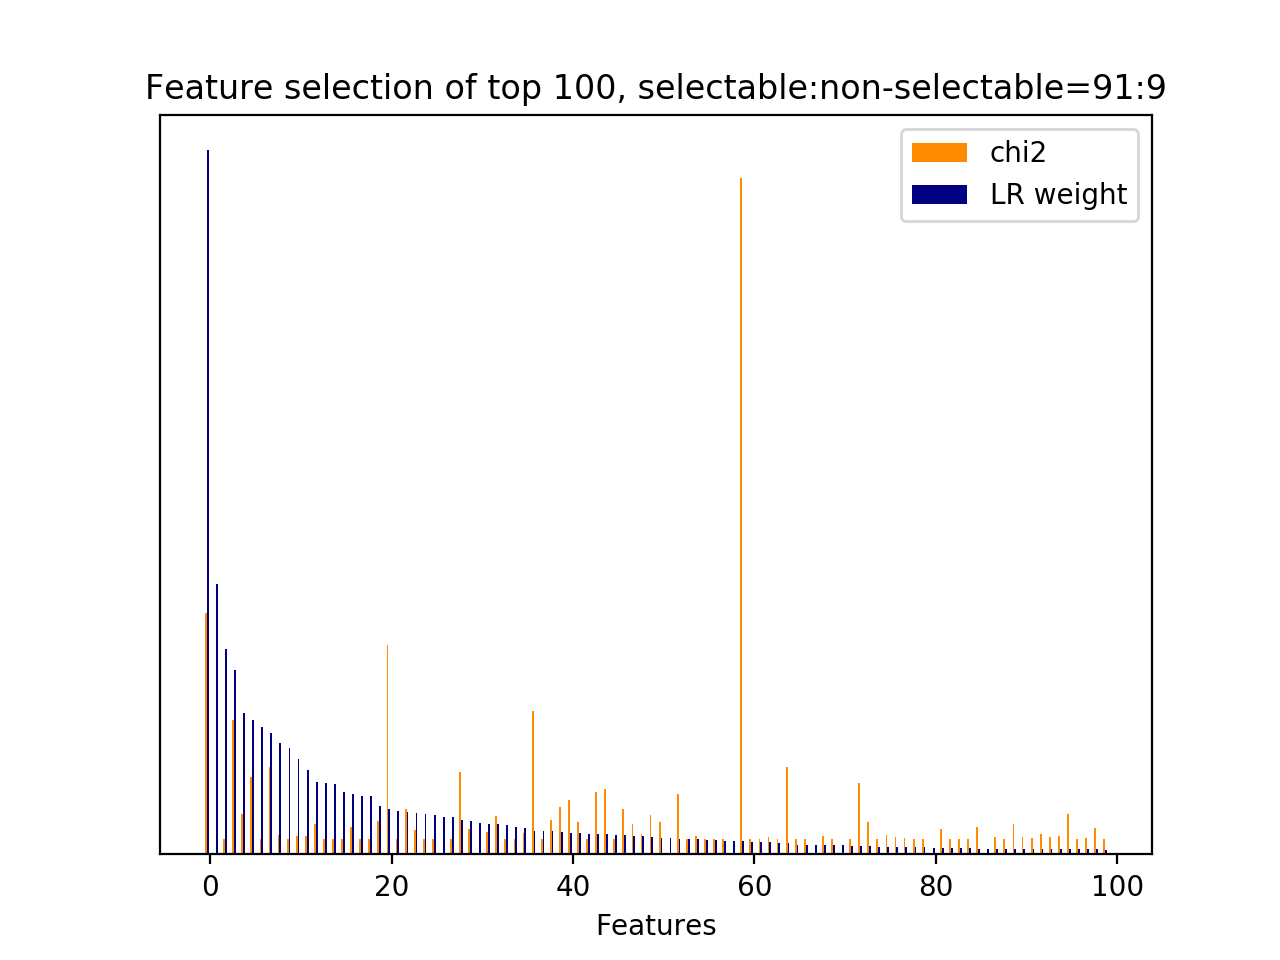 Feature selection of top 100, selectable:non-selectable=91:9
chi2
LR weight
0 20 40 60 80 100
Features